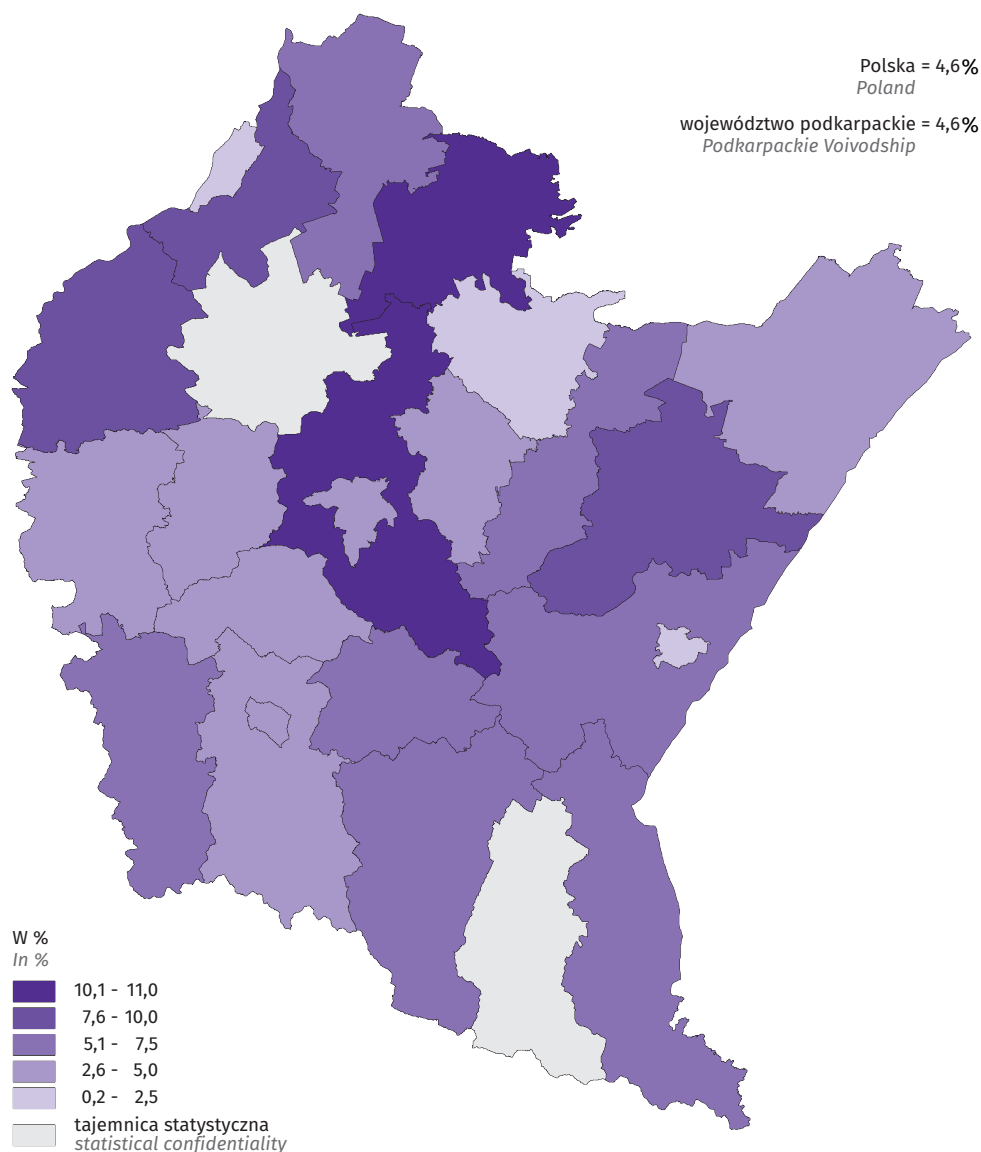 Polska = 4,6%
Poland
województwo podkarpackie = 4,6%
Podkarpackie Voivodship
W %
In %
10,1 - 11,0
7,6 - 10,0
5,1 - 7,5
2,6 - 5,0
0,2 - 2,5
tajemnica statystyczna
statistical confidentiality